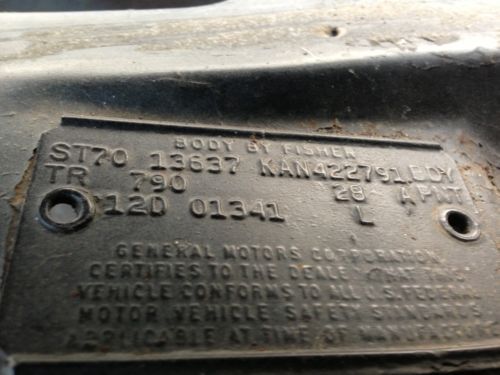 BODY BY FISHER
ST70 13637 KAN422791 BDY
TR 790 28 A PNT
12D 01341 L
GENERAL MOTORS CORPORATION
CERTIFIES TO THE DEALER THAT THIS
VEHICLE CONFORMS TO ALL U.S. FEDERAL
MOTOR VEHICLE SAFETY STANDARDS
APPLICABLE AT TIME OF MANUFACTURE